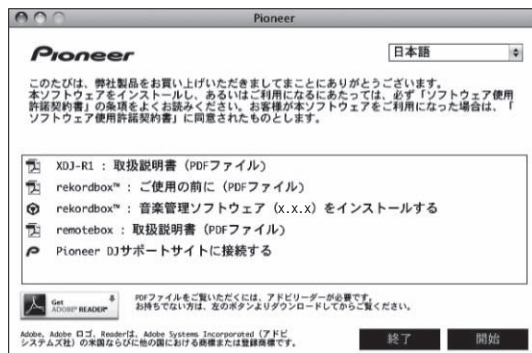 Pioneer
Pioneer
日本語
このたびは、弊社製品をお買い上げいただきましてまことにありがとうございます。
本ソフトウェアをインストールし、あるいはご利用になるにあたっては、必ず「ソフトウェア使用
許諾契約書」の条項をよくお読みください。お客様が本ソフトウェアをご利用になった場合は、「
ソフトウェア使用許諾契約書」に同意されたものとします。
XDJ-R1 : 取扱説明書 (PDFファイル)
rekordbox™ : ご使用の前に (PDFファイル)
rekordbox™ : 音楽管理ソフトウェア (x.x.x) をインストールする
remotebox : 取扱説明書 (PDFファイル)
Pioneer DJサポートサイトに接続する
Get
ADOBE® READER®
PDFファイルをご覧いただくには、アドビリーダーが必要です。
お持ちでない方は、左のボタンよりダウンロードしてからご覧ください。
Adobe、Adobe ロゴ、Readerは、Adobe Systems Incorporated (アドビ
システムズ社) の米国ならびに他の国における商標または登録商標です。
終了
開始